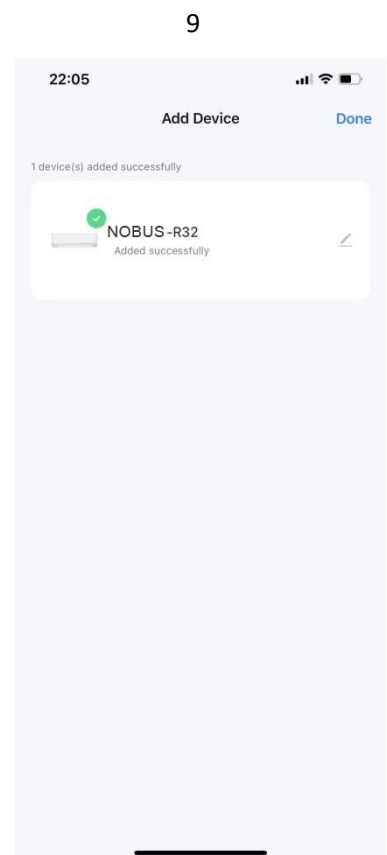 9
22:05
Add Device Done
1 device(s) added successfully
NOBUS-R32
Added successfully